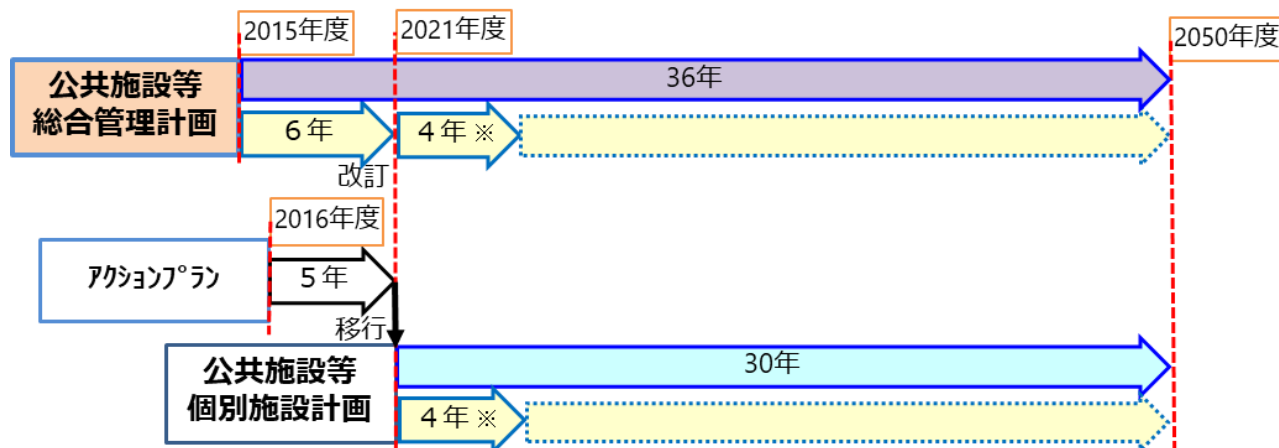 2015年度
2021年度
2050年度
公共施設等
総合管理計画
36年
６年
４年 ※
改訂
2016年度
ｱｸｼｮﾝﾌﾟﾗﾝ
５年
移行
公共施設等
個別施設計画
30年
４年 ※